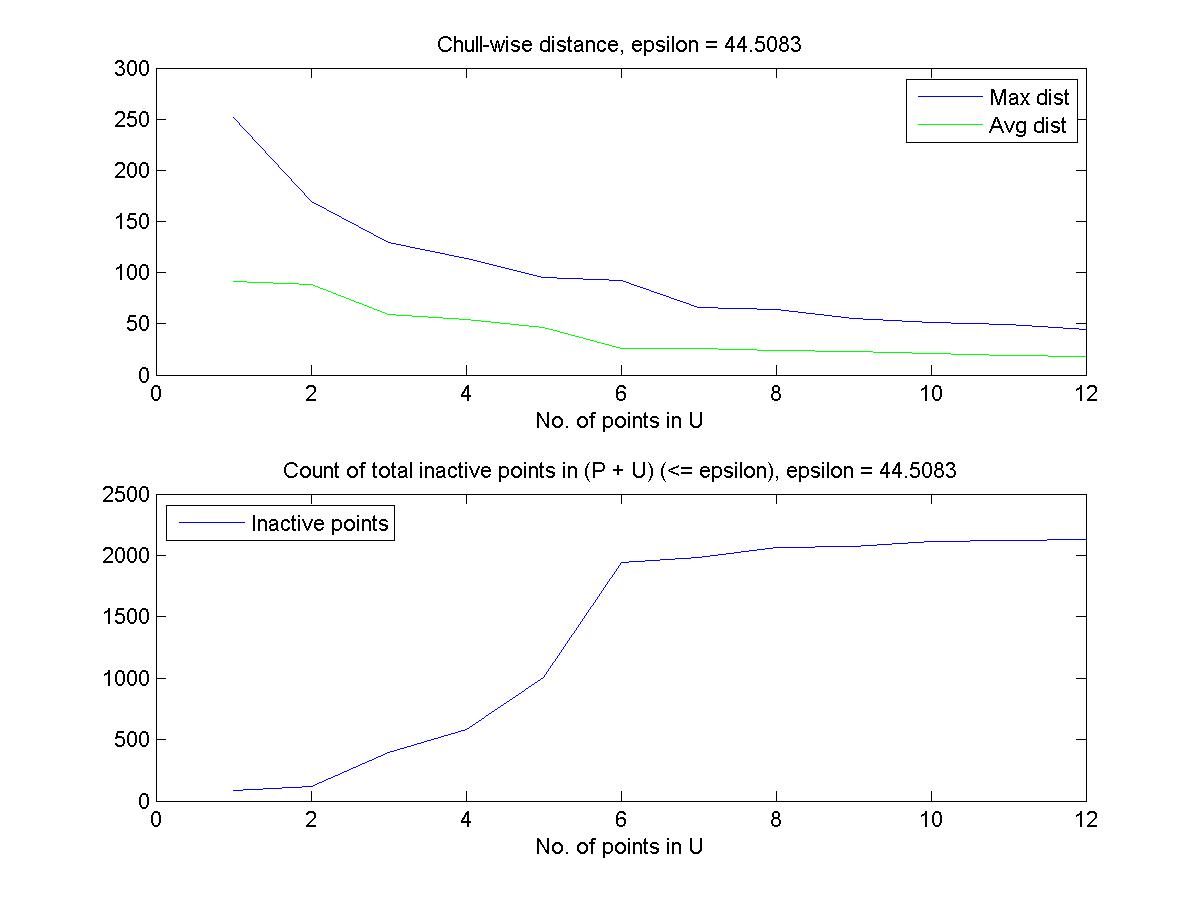 Chull-wise distance, epsilon = 44.5083
300
250
200
150
100
50
0
Max dist
Avg dist
0 2 4 6 8 10 12
No. of points in U
Count of total inactive points in (P + U) (<= epsilon), epsilon = 44.5083
2500
2000
1500
1000
500
0
Inactive points
0 2 4 6 8 10 12
No. of points in U